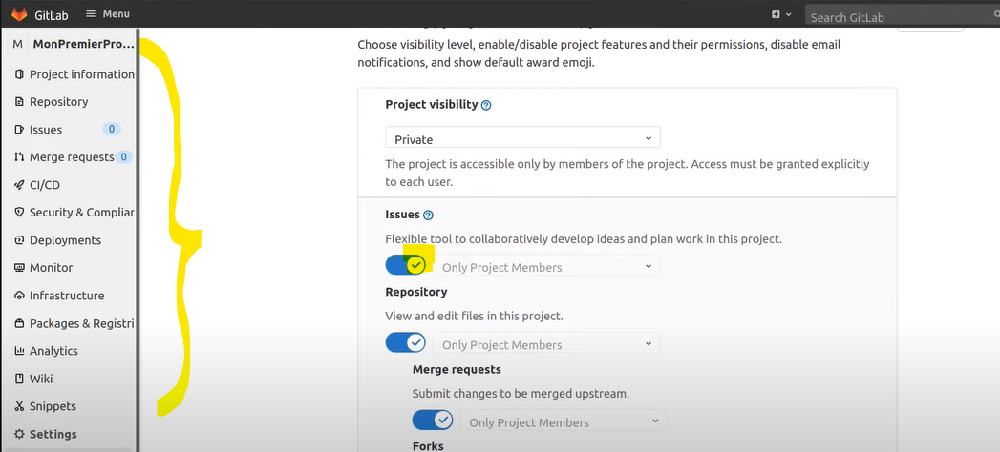 GitLab Menu Search GitLab
M MonPremierPro...
Project information
Repository
Issues 0
Merge requests 0
CI/CD
Security & Complian
Deployments
Monitor
Infrastructure
Packages & Registri
Analytics
Wiki
Snippets
Settings
Choose visibility level, enable/disable project features and their permissions, disable email
notifications, and show default award emoji.
Project visibility
Private
The project is accessible only by members of the project. Access must be granted explicitly
to each user.
Issues
Flexible tool to collaboratively develop ideas and plan work in this project.
Only Project Members
Repository
View and edit files in this project.
Only Project Members
Merge requests
Submit changes to be merged upstream.
Only Project Members
Forks